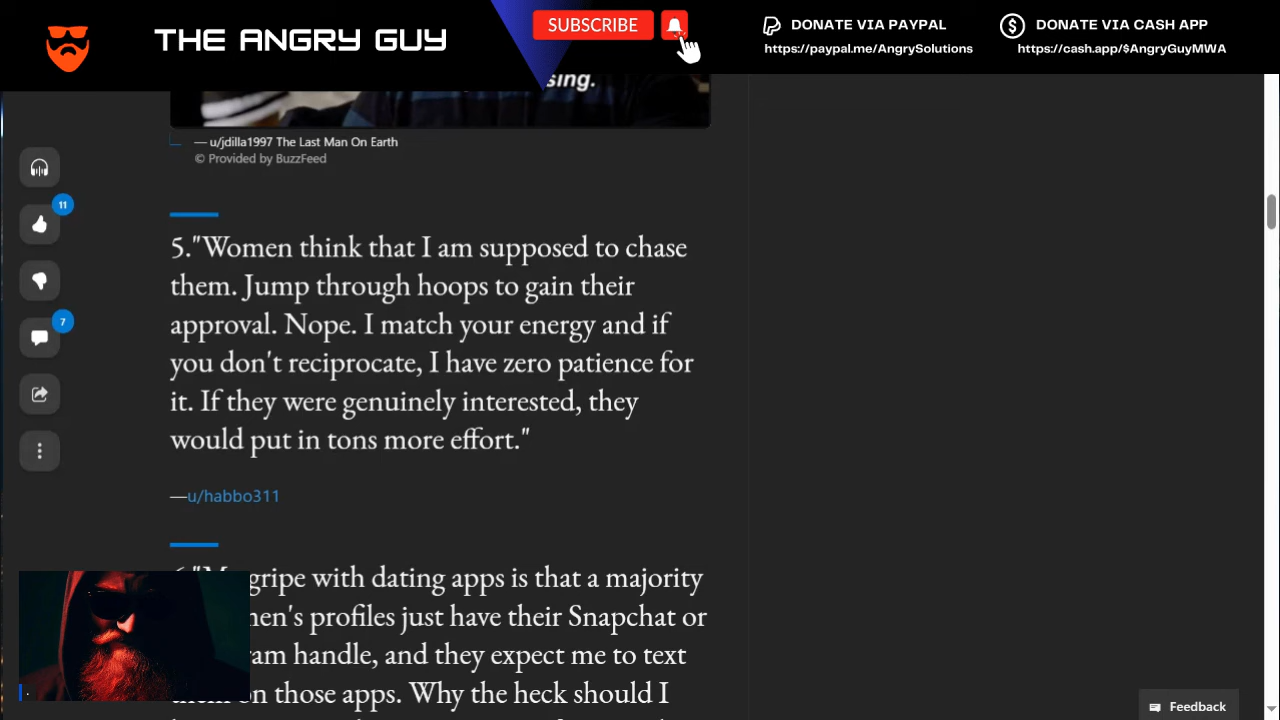 THE ANGRY GUY
SUBSCRIBE
DONATE VIA PAYPAL
https://paypal.me/AngrySolutions
DONATE VIA CASH APP
https://cash.app/$AngryGuyMWA
sing.
— u/jdilla1997 The Last Man On Earth
© Provided by BuzzFeed
11
7
5."Women think that I am supposed to chase
them. Jump through hoops to gain their
approval. Nope. I match your energy and if
you don't reciprocate, I have zero patience for
it. If they were genuinely interested, they
would put in tons more effort."
—u/habbo311
gripe with dating apps is that a majority
men's profiles just have their Snapchat or
ram handle, and they expect me to text
on those apps. Why the heck should I
Feedback